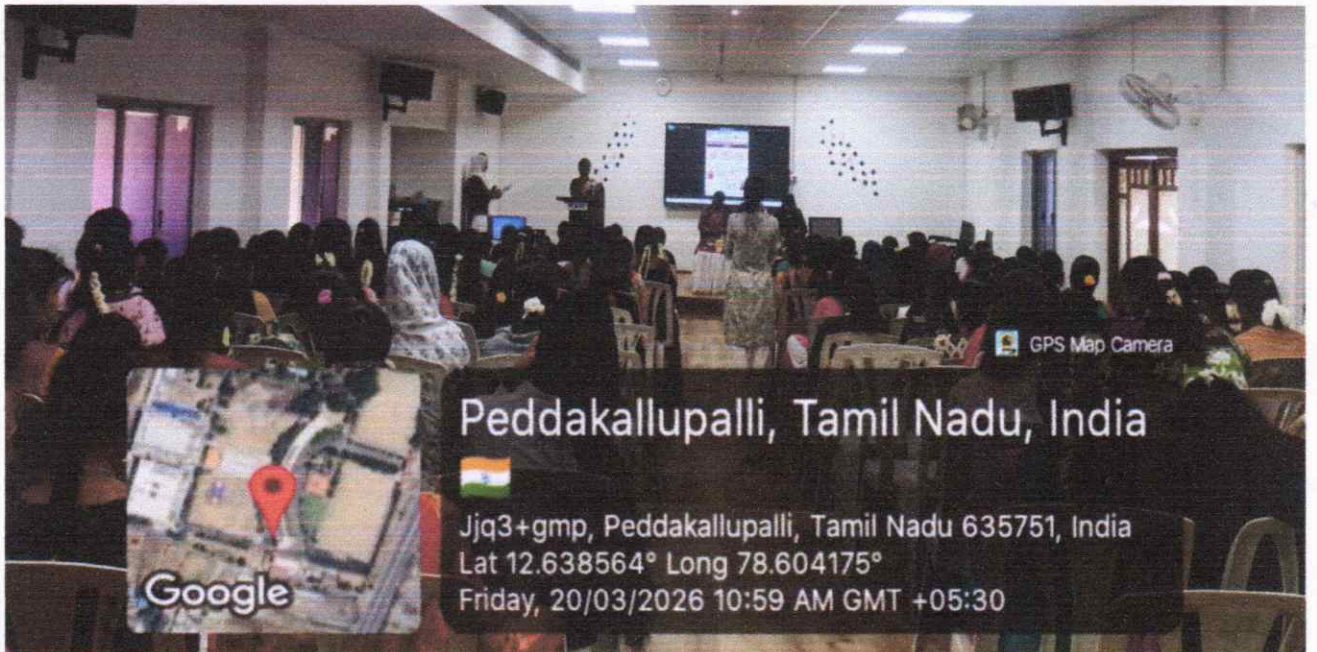 GPS Map Camera
Peddakallupalli, Tamil Nadu, India
Jjq3+gmp, Peddakallupalli, Tamil Nadu 635751, India
Lat 12.638564° Long 78.604175°
Friday, 20/03/2026 10:59 AM GMT +05:30
Google